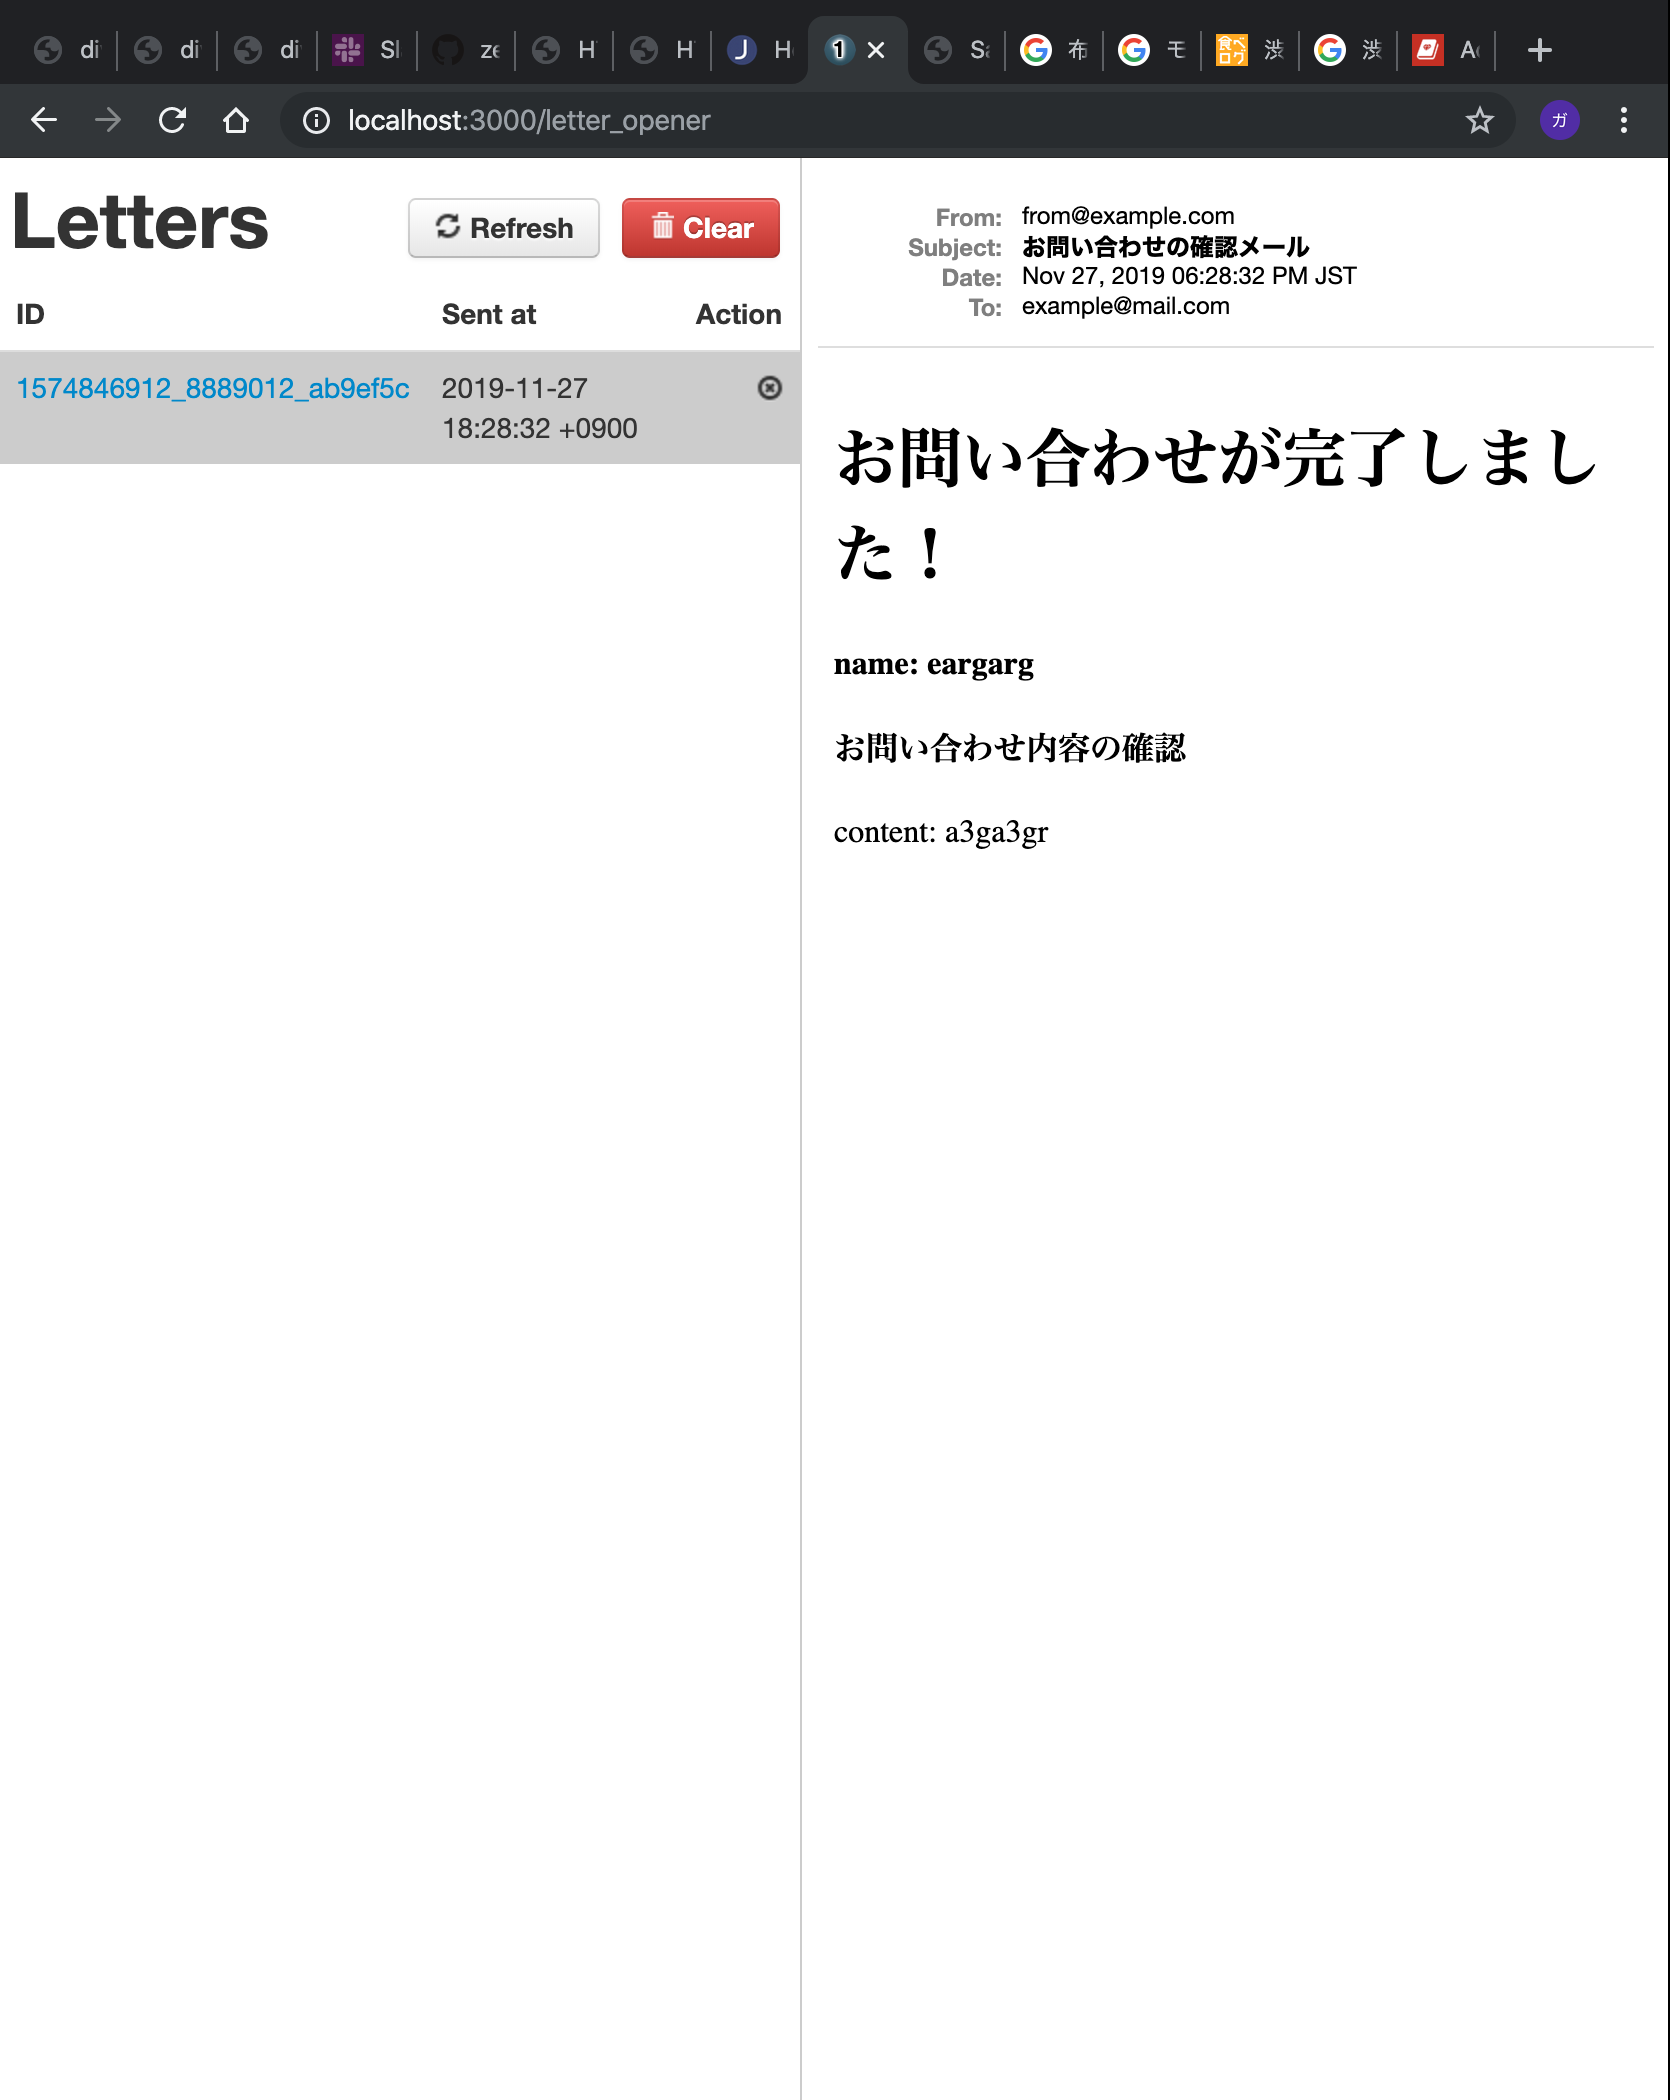 di di di Sl ze H H J H 1 S 布 モ 食べログ 渋 渋 A
localhost:3000/letter_opener
ガ
Letters
Refresh
Clear
ID Sent at Action
1574846912_8889012_ab9ef5c 2019-11-27
18:28:32 +0900
From: from@example.com
Subject: お問い合わせの確認メール
Date: Nov 27, 2019 06:28:32 PM JST
To: example@mail.com
お問い合わせが完了しまし
た！
name: eargarg
お問い合わせ内容の確認
content: a3ga3gr